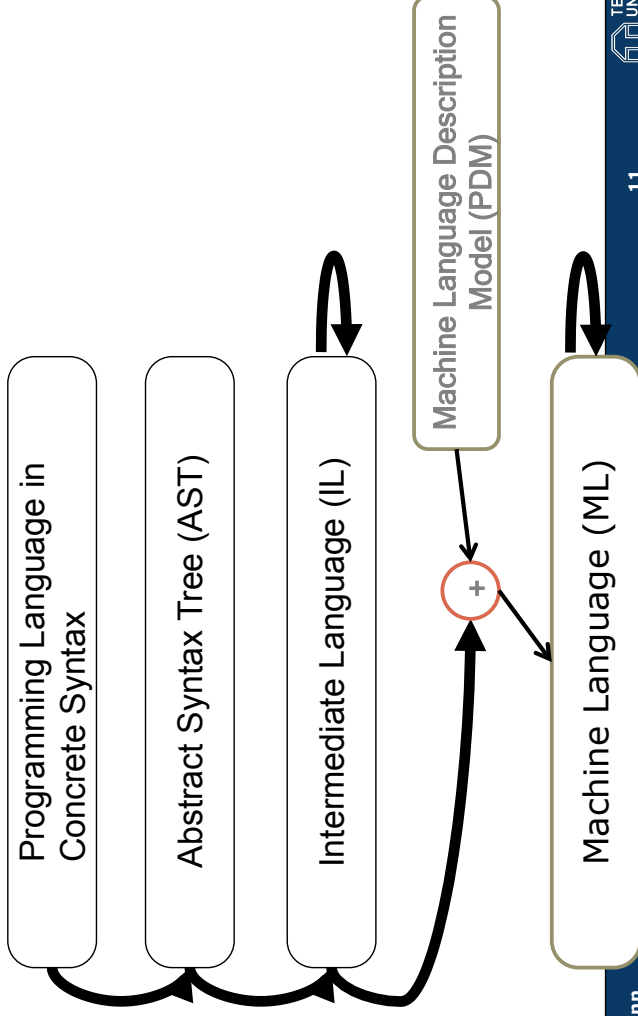 Programming Language in
Concrete Syntax
Abstract Syntax Tree (AST)
Intermediate Language (IL)
Machine Language Description
Model (PDM)
+
Machine Language (ML)
11